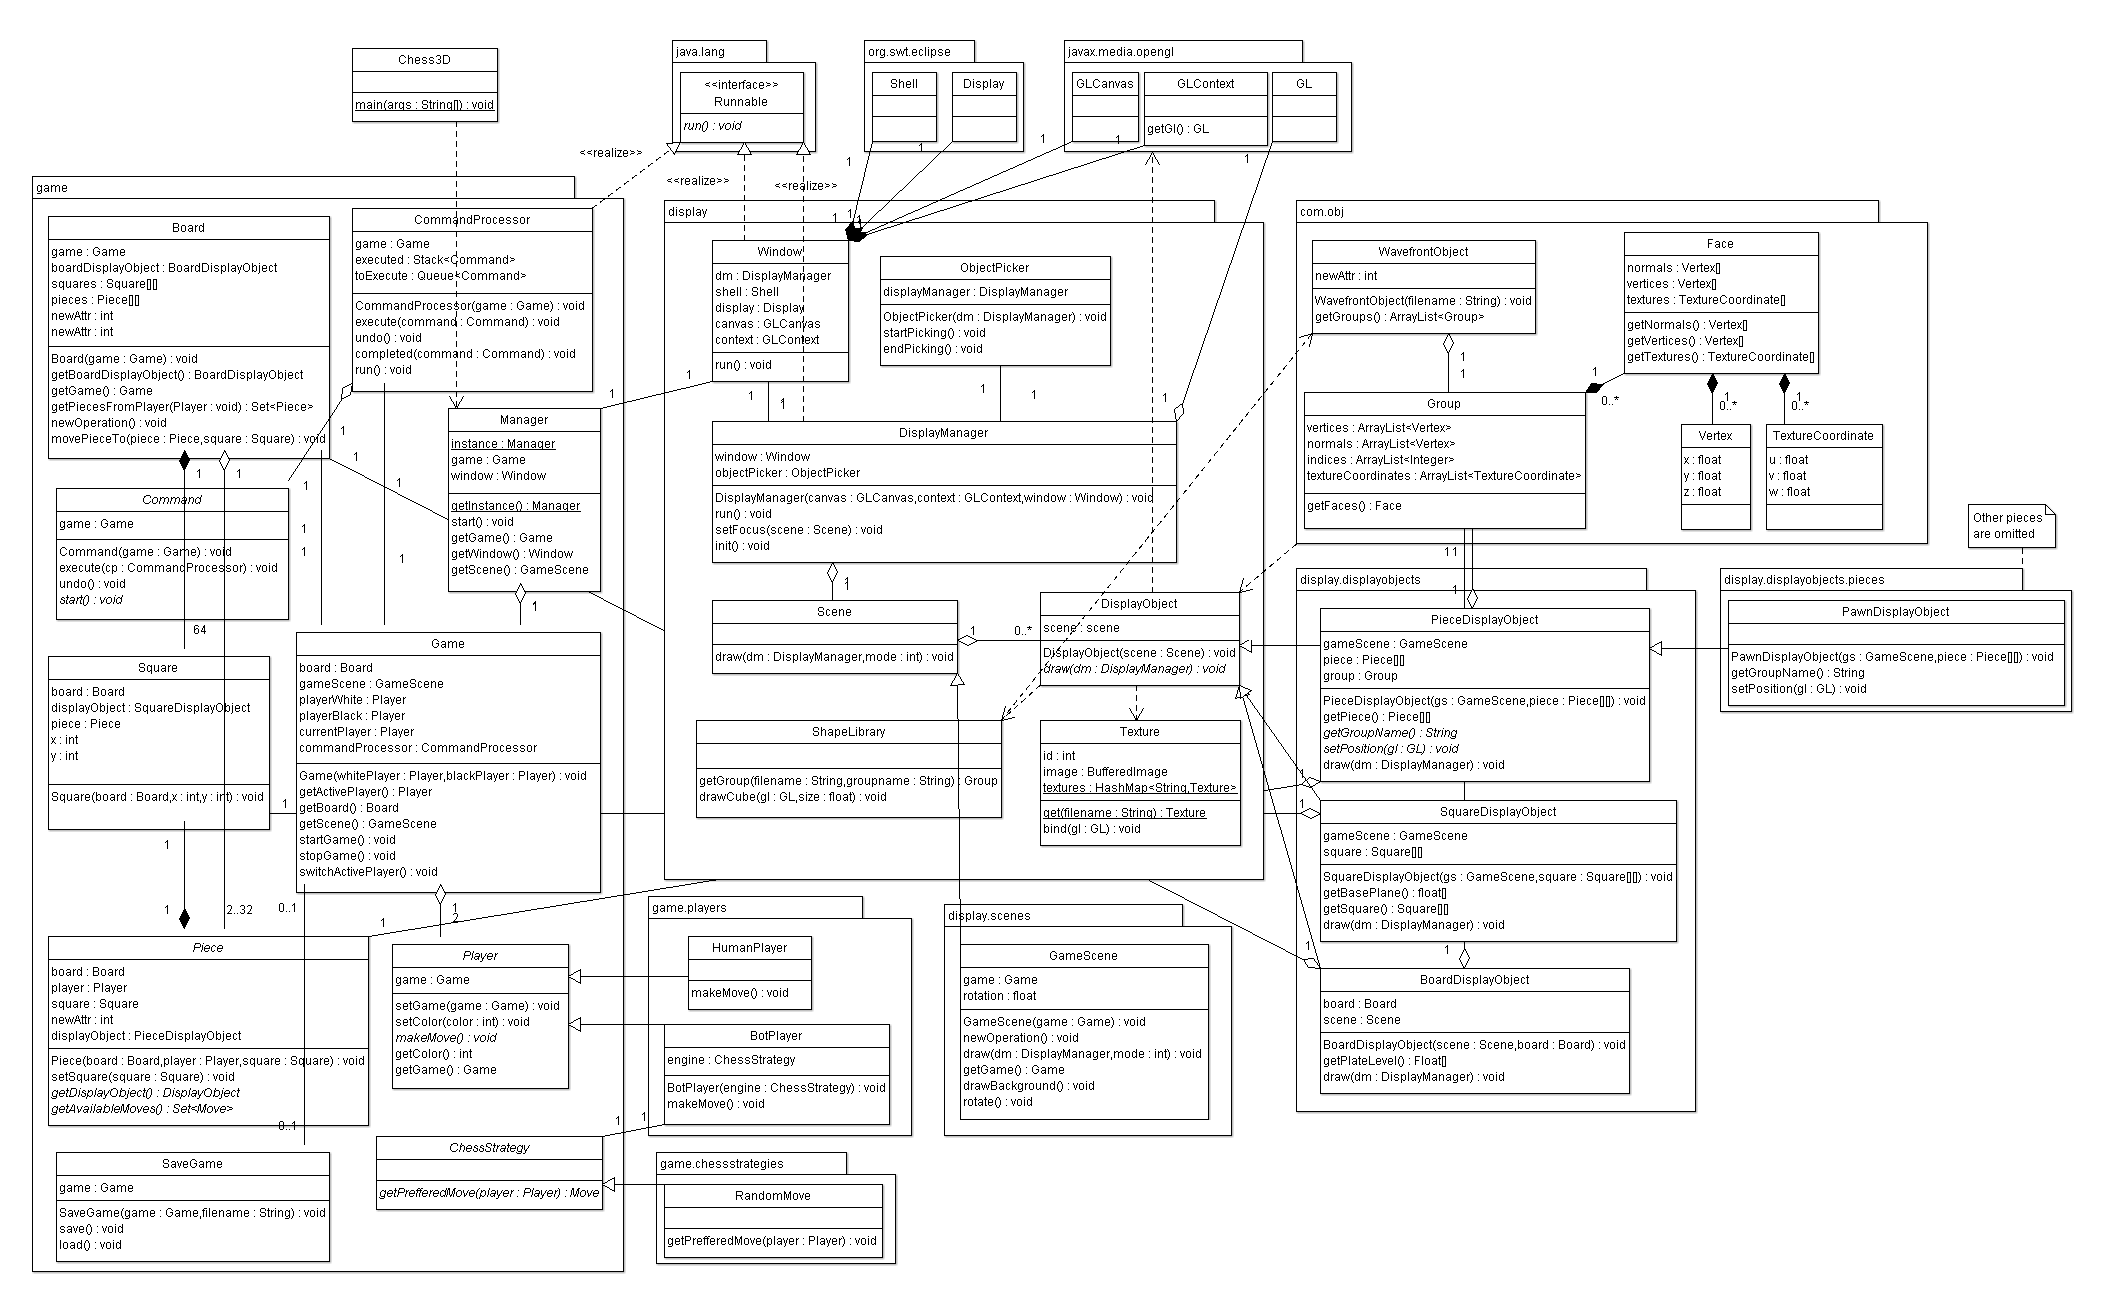 Chess3D
main(args : String[]) : void
java.lang
<<interface>>
Runnable
run() : void
org.swt.eclipse
Shell
Display
javax.media.opengl
GLCanvas
GLContext
getGl() : GL
GL
<<realize>>
<<realize>>
<<realize>>
1
1
1
1
1
1
1
1
game
Board
game : Game
boardDisplayObject : BoardDisplayObject
squares : Square[][]
pieces : Piece[][]
newAttr : int
newAttr : int
Board(game : Game) : void
getBoardDisplayObject() : BoardDisplayObject
getGame() : Game
getPiecesFromPlayer(Player : void) : Set<Piece>
newOperation() : void
movePieceTo(piece : Piece,square : Square) : void
CommandProcessor
game : Game
executed : Stack<Command>
toExecute : Queue<Command>
CommandProcessor(game : Game) : void
execute(command : Command) : void
undo() : void
completed(command : Command) : void
run() : void
1
1
1
1
1
1
1
1
1
Command
game : Game
Command(game : Game) : void
execute(cp : CommandProcessor) : void
undo() : void
start() : void
64
Manager
instance : Manager
game : Game
window : Window
getInstance() : Manager
start() : void
getGame() : Game
getWindow() : Window
getScene() : GameScene
1
1
1
Square
board : Board
displayObject : SquareDisplayObject
piece : Piece
x : int
y : int
Square(board : Board,x : int,y : int) : void
1
1
1
2..32
Game
board : Board
gameScene : GameScene
playerWhite : Player
playerBlack : Player
currentPlayer : Player
commandProcessor : CommandProcessor
Game(whitePlayer : Player,blackPlayer : Player) : void
getActivePlayer() : Player
getBoard() : Board
getScene() : GameScene
startGame() : void
stopGame() : void
switchActivePlayer() : void
0..1
1
1
2
Piece
board : Board
player : Player
square : Square
newAttr : int
displayObject : PieceDisplayObject
Piece(board : Board,player : Player,square : Square) : void
setSquare(square : Square) : void
getDisplayObject() : DisplayObject
getAvailableMoves() : Set<Move>
0..1
Player
game : Game
setGame(game : Game) : void
setColor(color : int) : void
makeMove() : void
getColor() : int
getGame() : Game
SaveGame
game : Game
SaveGame(game : Game,filename : String) : void
save() : void
load() : void
ChessStrategy
getPrefferedMove(player : Player) : Move
1
1
game.players
HumanPlayer
makeMove() : void
BotPlayer
engine : ChessStrategy
BotPlayer(engine : ChessStrategy) : void
makeMove() : void
game.chessstrategies
RandomMove
getPrefferedMove(player : Player) : void
display
Window
dm : DisplayManager
shell : Shell
display : Display
canvas : GLCanvas
context : GLContext
run() : void
ObjectPicker
displayManager : DisplayManager
ObjectPicker(dm : DisplayManager) : void
startPicking() : void
endPicking() : void
1
1
1
1
1
DisplayManager
window : Window
objectPicker : ObjectPicker
DisplayManager(canvas : GLCanvas,context : GLContext,window : Window) : void
run() : void
setFocus(scene : Scene) : void
init() : void
1
Scene
draw(dm : DisplayManager,mode : int) : void
1
0..*
DisplayObject
scene : scene
DisplayObject(scene : Scene) : void
draw(dm : DisplayManager) : void
ShapeLibrary
getGroup(filename : String,groupname : String) : Group
drawCube(gl : GL,size : float) : void
Texture
id : int
image : BufferedImage
textures : HashMap<String,Texture>
get(filename : String) : Texture
bind(gl : GL) : void
display.scenes
GameScene
game : Game
rotation : float
GameScene(game : Game) : void
newOperation() : void
draw(dm : DisplayManager,mode : int) : void
getGame() : Game
drawBackground() : void
rotate() : void
com.obj
WavefrontObject
newAttr : int
WavefrontObject(filename : String) : void
getGroups() : ArrayList<Group>
Face
normals : Vertex[]
vertices : Vertex[]
textures : TextureCoordinate[]
getNormals() : Vertex[]
getVertices() : Vertex[]
getTextures() : TextureCoordinate[]
1
1
1
0..*
1
0..*
1
0..*
Group
vertices : ArrayList<Vertex>
normals : ArrayList<Vertex>
indices : ArrayList<Integer>
textureCoordinates : ArrayList<TextureCoordinate>
getFaces() : Face
Vertex
x : float
y : float
z : float
TextureCoordinate
u : float
v : float
w : float
Other pieces
are omitted
1
1
1
display.displayobjects
PieceDisplayObject
gameScene : GameScene
piece : Piece[][]
group : Group
PieceDisplayObject(gs : GameScene,piece : Piece[][]) : void
getPiece() : Piece[][]
getGroupName() : String
setPosition(gl : GL) : void
draw(dm : DisplayManager) : void
display.displayobjects.pieces
PawnDisplayObject
PawnDisplayObject(gs : GameScene,piece : Piece[][]) : void
getGroupName() : String
setPosition(gl : GL) : void
1
1
SquareDisplayObject
gameScene : GameScene
square : Square[][]
SquareDisplayObject(gs : GameScene,square : Square[][]) : void
getBasePlane() : float[]
getSquare() : Square[][]
draw(dm : DisplayManager) : void
1
1
BoardDisplayObject
board : Board
scene : Scene
BoardDisplayObject(scene : Scene,board : Board) : void
getPlateLevel() : Float[]
draw(dm : DisplayManager) : void